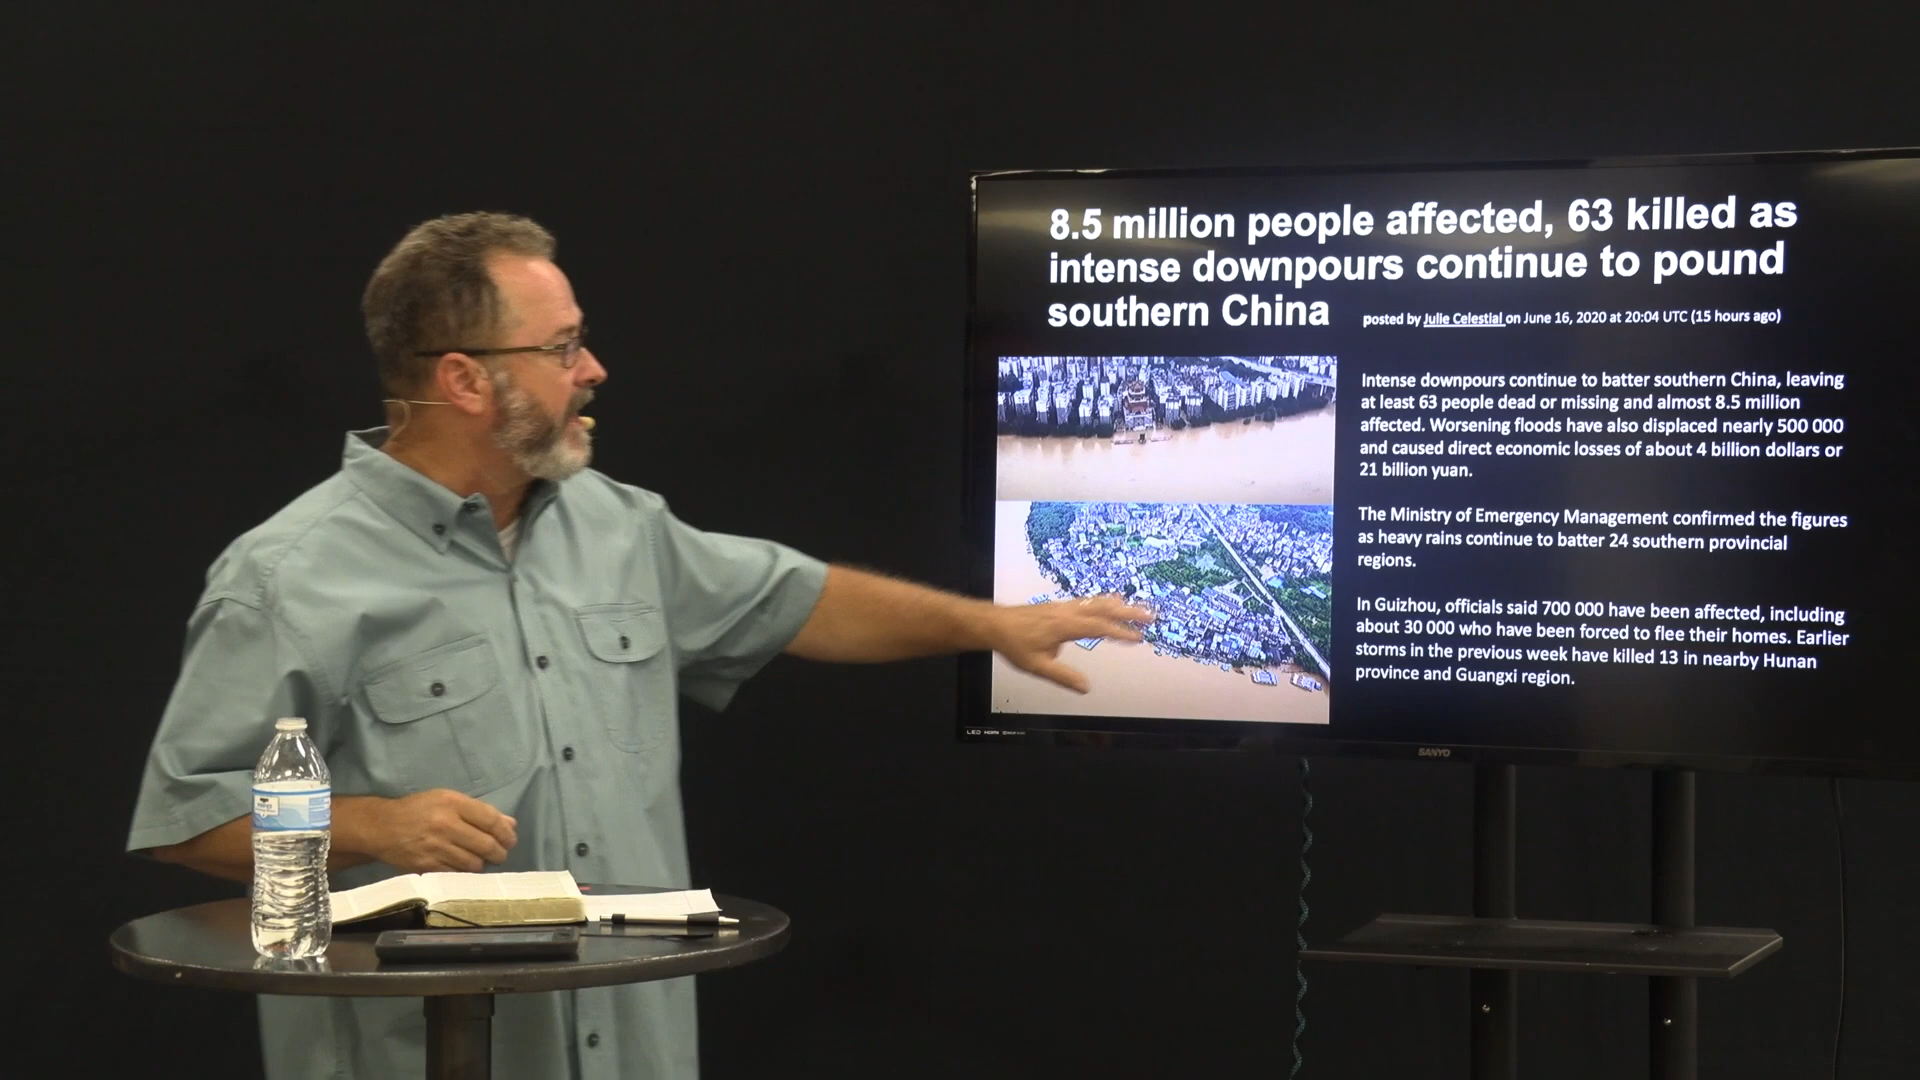 8.5 million people affected, 63 killed as
intense downpours continue to pound
southern China
posted by Julie Celestial on June 16, 2020 at 20:04 UTC (15 hours ago)
Intense downpours continue to batter southern China, leaving
at least 63 people dead or missing and almost 8.5 million
affected. Worsening floods have also displaced nearly 500 000
and caused direct economic losses of about 4 billion dollars or
21 billion yuan.
The Ministry of Emergency Management confirmed the figures
as heavy rains continue to batter 24 southern provincial
regions.
In Guizhou, officials said 700 000 have been affected, including
about 30 000 who have been forced to flee their homes. Earlier
storms in the previous week have killed 13 in nearby Hunan
province and Guangxi region.
LED HDMI
SANYO